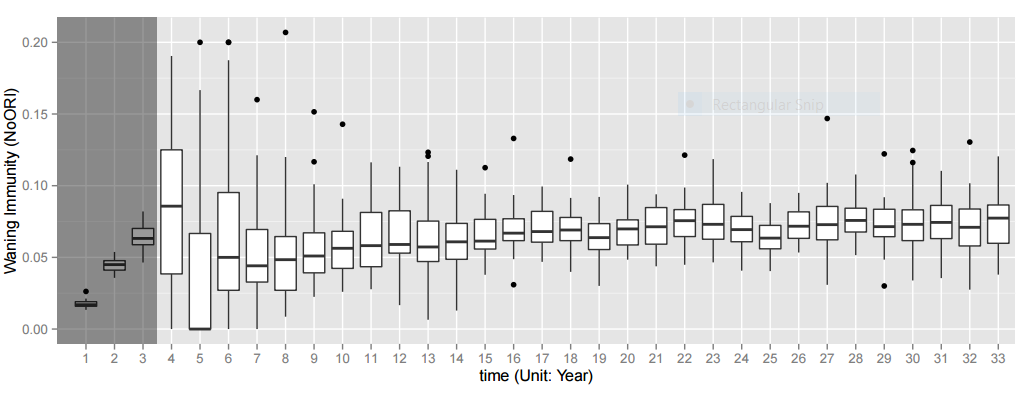 Waning Immunity (NoORI)
0.20
0.15
0.10
0.05
0.00
Rectangular Snip
1 2 3 4 5 6 7 8 9 10 11 12 13 14 15 16 17 18 19 20 21 22 23 24 25 26 27 28 29 30 31 32 33
time (Unit: Year)